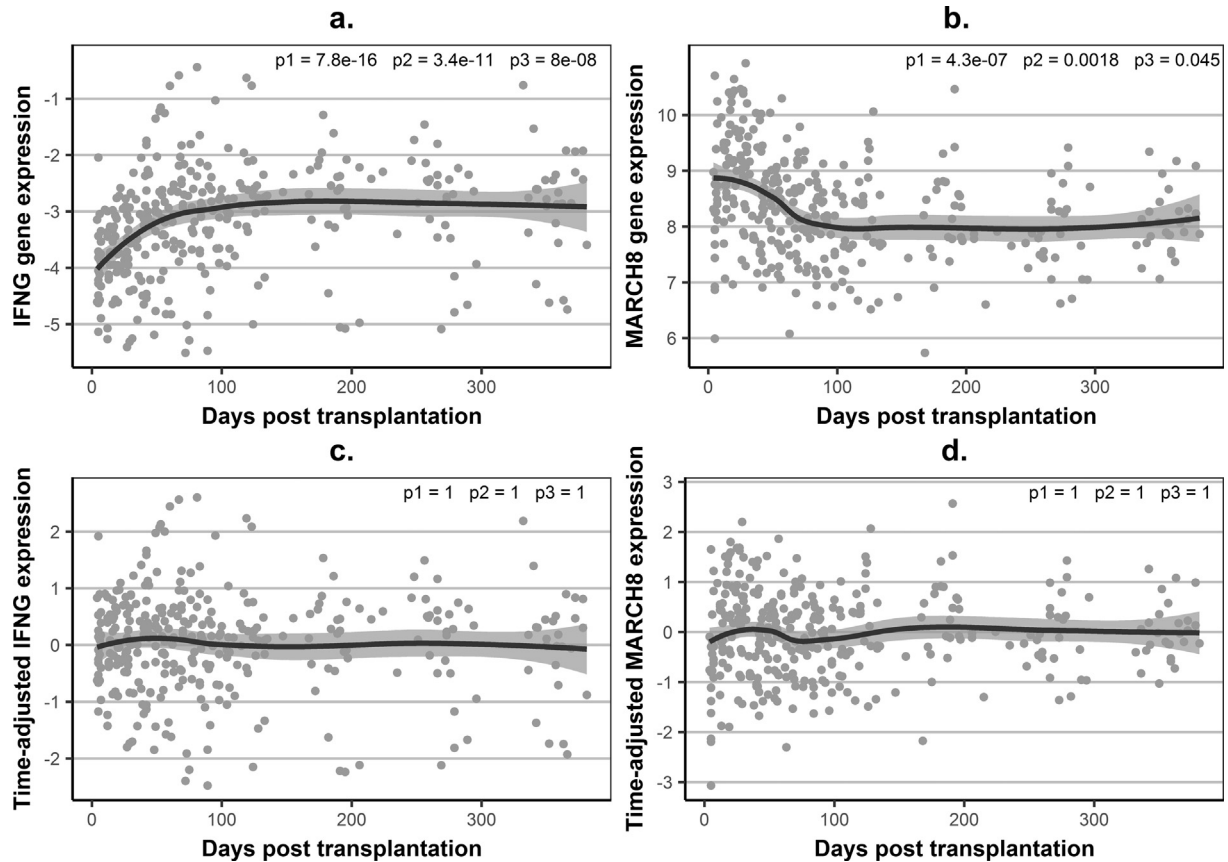 a.
p1 = 7.8e-16 p2 = 3.4e-11 p3 = 8e-08
IFNG gene expression
-1
-2
-3
-4
-5
0 100 200 300
Days post transplantation
b.
p1 = 4.3e-07 p2 = 0.0018 p3 = 0.045
MARCH8 gene expression
10
9
8
7
6
0 100 200 300
Days post transplantation
c.
p1 = 1 p2 = 1 p3 = 1
Time-adjusted IFNG expression
2
1
0
-1
-2
0 100 200 300
Days post transplantation
d.
p1 = 1 p2 = 1 p3 = 1
Time-adjusted MARCH8 expression
3
2
1
0
-1
-2
-3
0 100 200 300
Days post transplantation